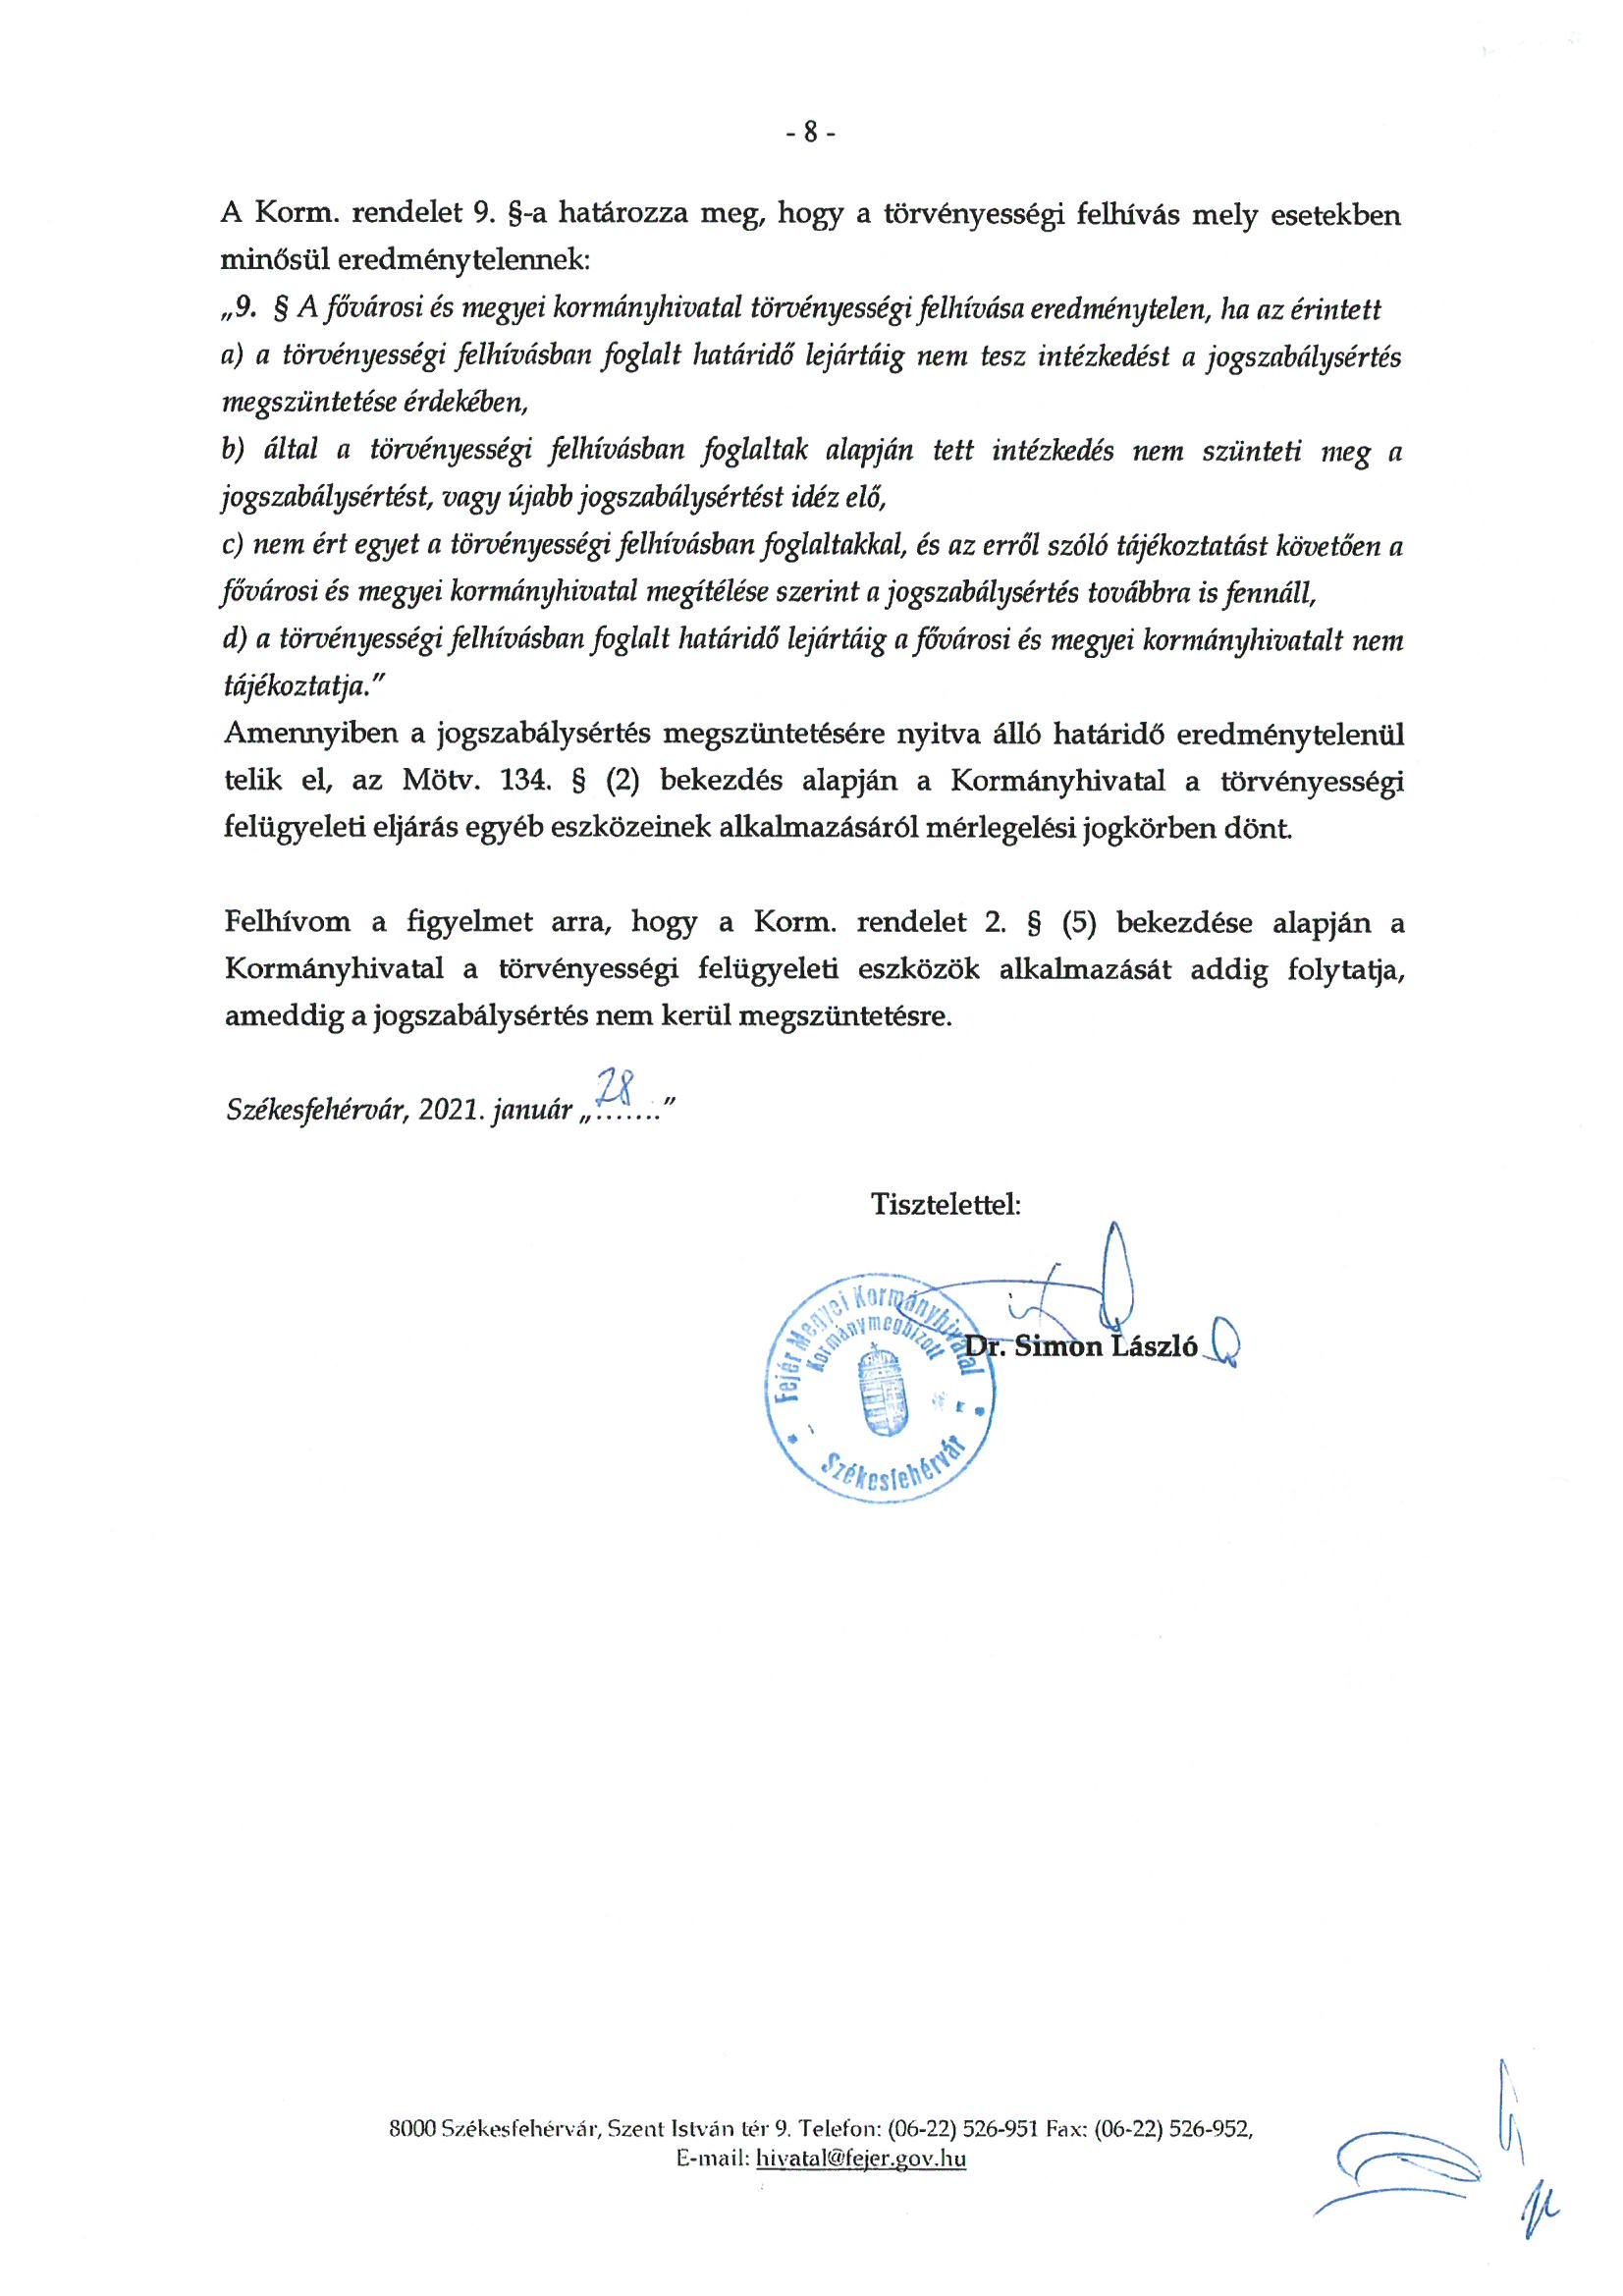 - 8 -
A Korm. rendelet 9. §-a határozza meg, hogy a törvényességi felhívás mely esetekben
minősül eredménytelennek:
„9. § A fővárosi és megyei kormányhivatal törvényességi felhívása eredménytelen, ha az érintett
a) a törvényességi felhívásban foglalt határidő lejártáig nem tesz intézkedést a jogszabálysértés
megszüntetése érdekében,
b) által a törvényességi felhívásban foglaltak alapján tett intézkedés nem szünteti meg a
jogszabálysértést, vagy újabb jogszabálysértést idéz elő,
c) nem ért egyet a törvényességi felhívásban foglaltakkal, és az erről szóló tájékoztatást követően a
fővárosi és megyei kormányhivatal megítélése szerint a jogszabálysértés továbbra is fennáll,
d) a törvényességi felhívásban foglalt határidő lejártáig a fővárosi és megyei kormányhivatalt nem
tájékoztatja."
Amennyiben a jogszabálysértés megszüntetésére nyitva álló határidő eredménytelenül
telik el, az Mötv. 134. § (2) bekezdés alapján a Kormányhivatal a törvényességi
felügyeleti eljárás egyéb eszközeinek alkalmazásáról mérlegelési jogkörben dönt.
Felhívom a figyelmet arra, hogy a Korm. rendelet 2. § (5) bekezdése alapján a
Kormányhivatal a törvényességi felügyeleti eszközök alkalmazását addig folytatja,
ameddig a jogszabálysértés nem kerül megszüntetésre.
Székesfehérvár, 2021. január „28......."
Tisztelettel:
Fejér Megyei Kormányhivatal
Kormánymegbízott
Dr. Simon László
Székesfehérvár
8000 Székesfehérvár, Szent István tér 9. Telefon: (06-22) 526-951 Fax: (06-22) 526-952,
E-mail: hivatal@fejer.gov.hu